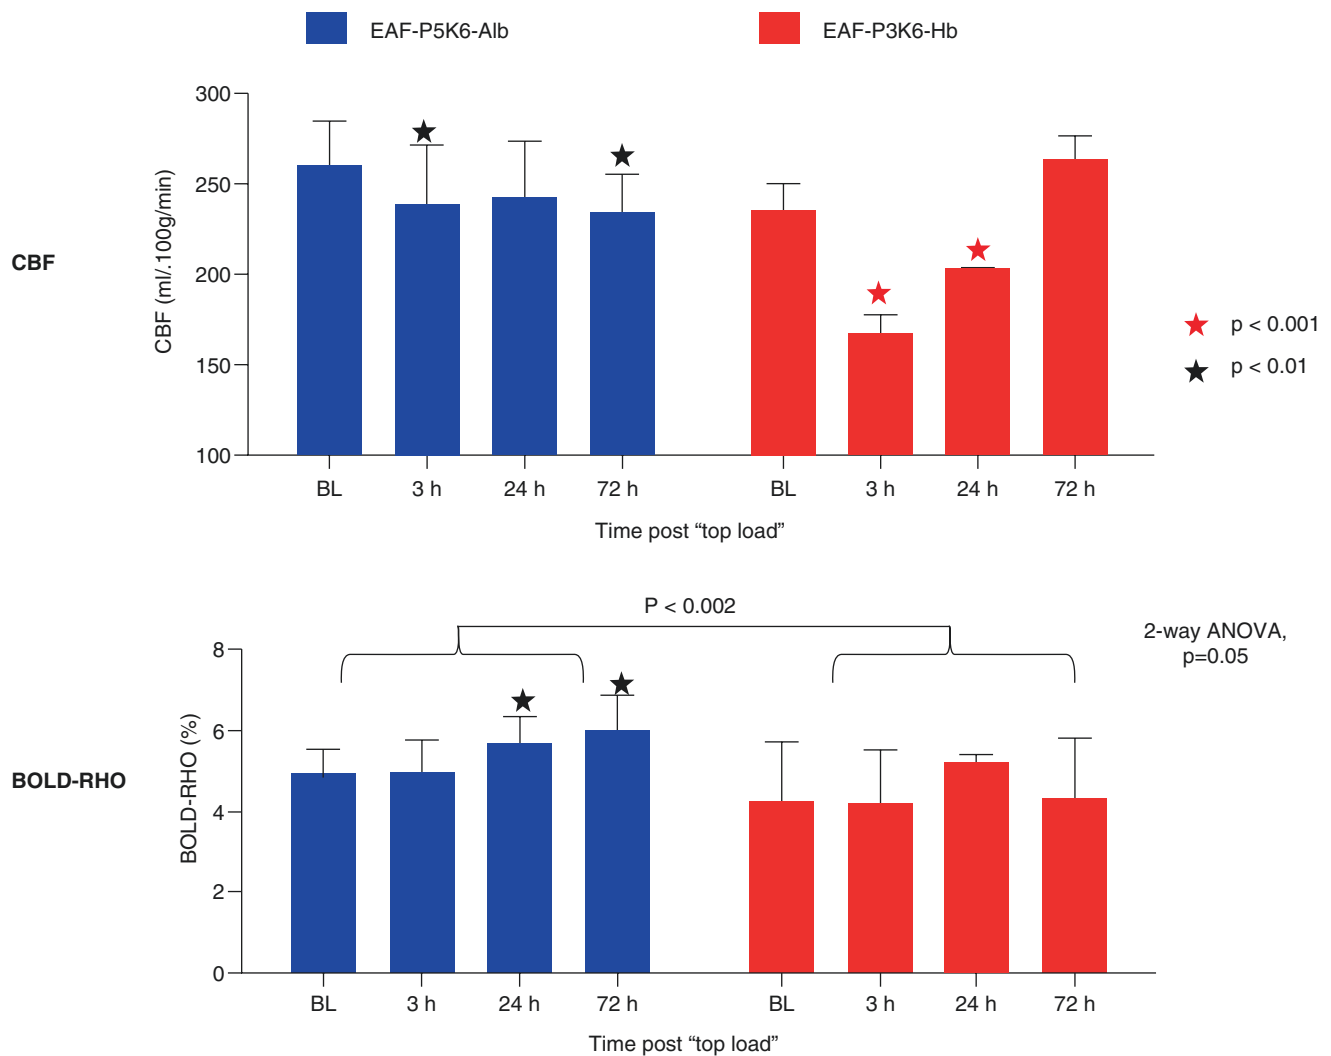 EAF-P5K6-Alb
EAF-P3K6-Hb
CBF
CBF (ml/.100g/min)
300
250
200
150
100
BL
3 h
24 h
72 h
BL
3 h
24 h
72 h
Time post “top load”
p < 0.001
p < 0.01
P < 0.002
2-way ANOVA,
p=0.05
BOLD-RHO
BOLD-RHO (%)
8
6
4
2
0
BL
3 h
24 h
72 h
BL
3 h
24 h
72 h
Time post “top load”